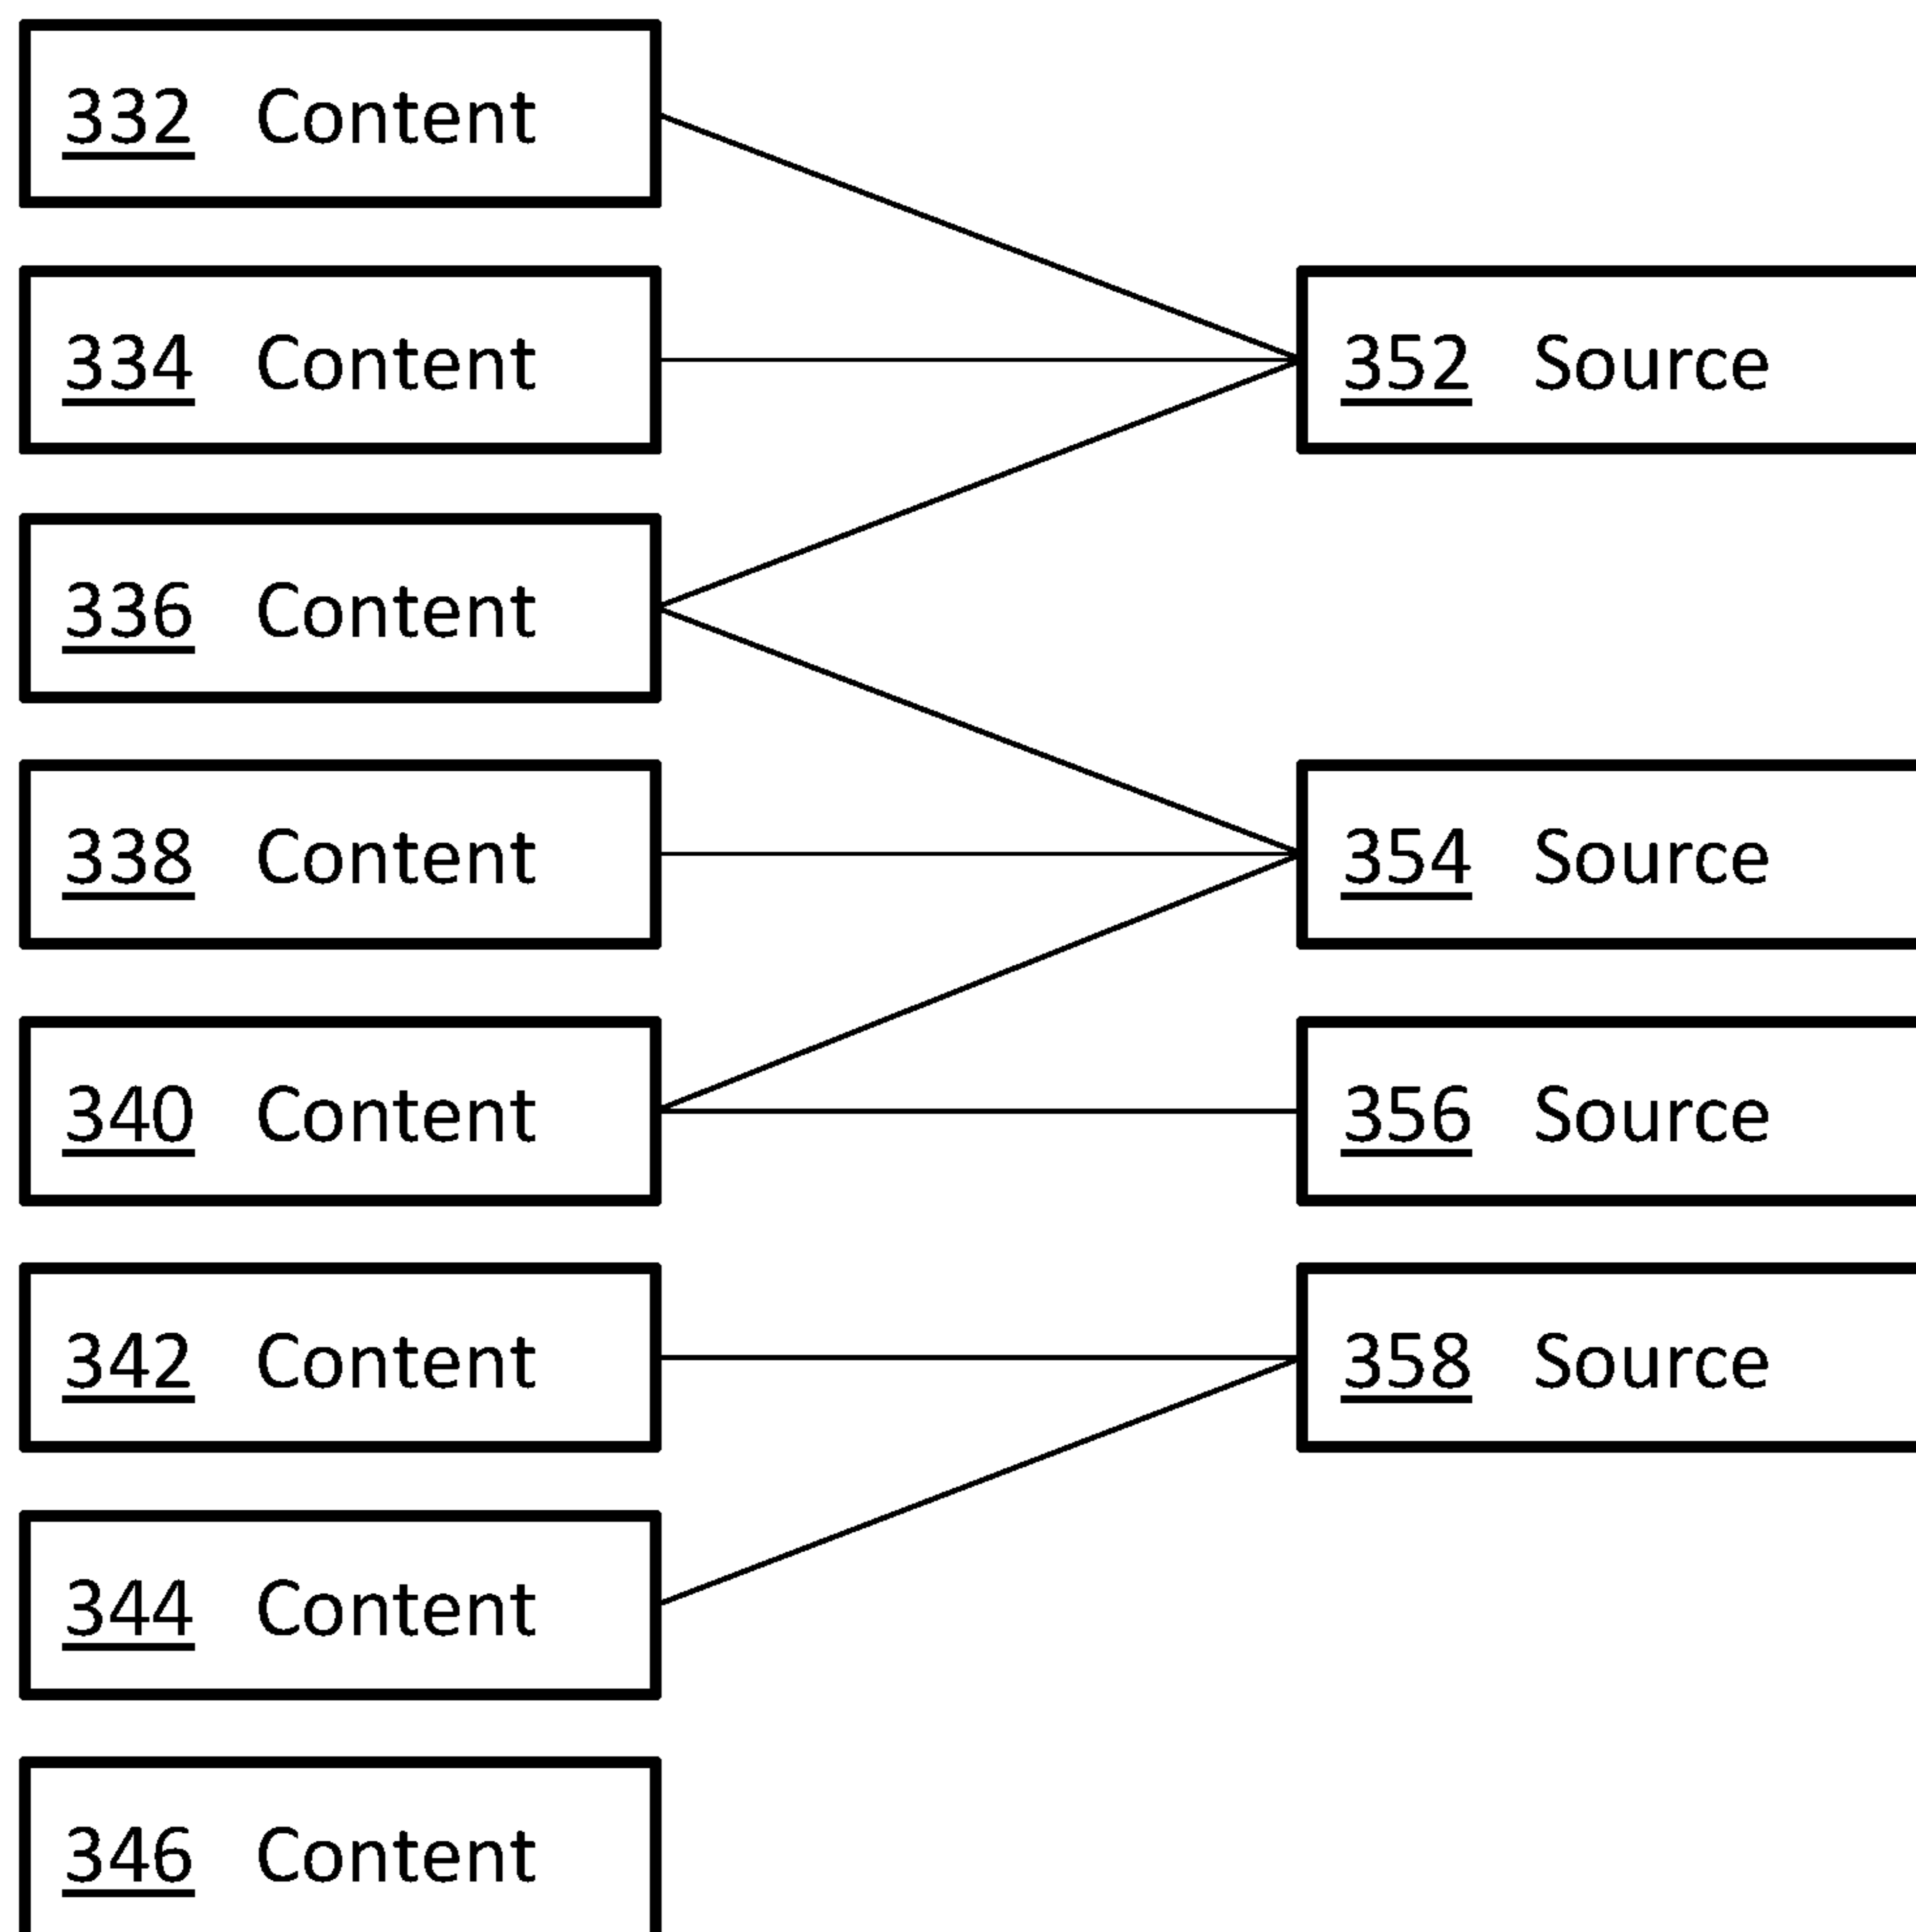 332 Content
334 Content
352 Source
336 Content
338 Content
354 Source
340 Content
356 Source
342 Content
358 Source
344 Content
346 Content